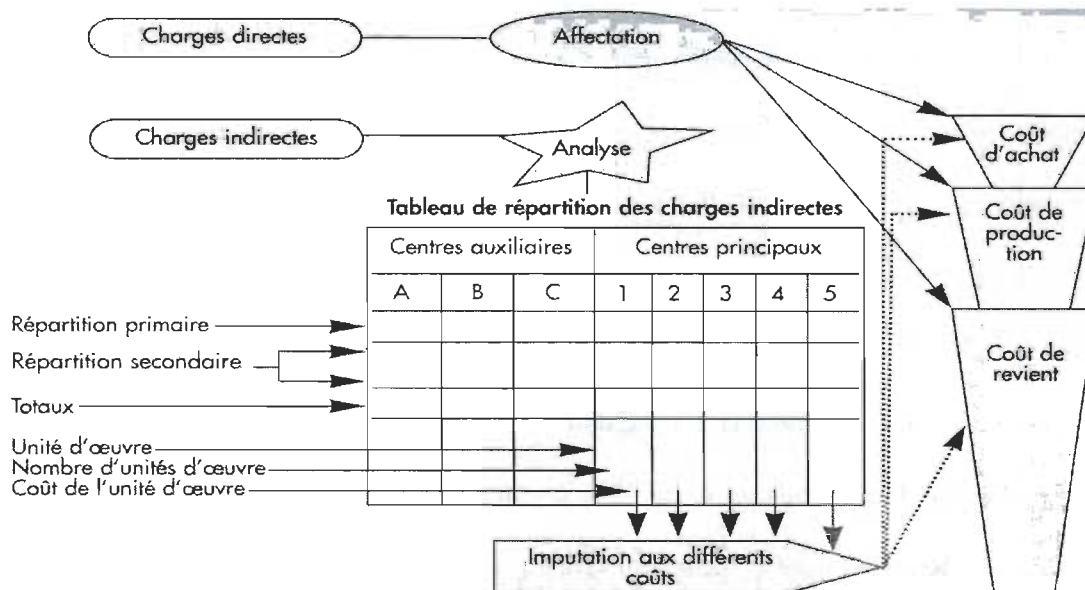 Charges directes
Affectation
Charges indirectes
Analyse
Coût
d'achat
Tableau de répartition des charges indirectes
Coût de
produc-
tion
Centres auxiliaires
Centres principaux
A B C 1 2 3 4 5
Répartition primaire
Répartition secondaire
Coût de
revient
Totaux
Unité d'œuvre
Nombre d'unités d'œuvre
Coût de l'unité d'œuvre
Imputation aux différents
coûts